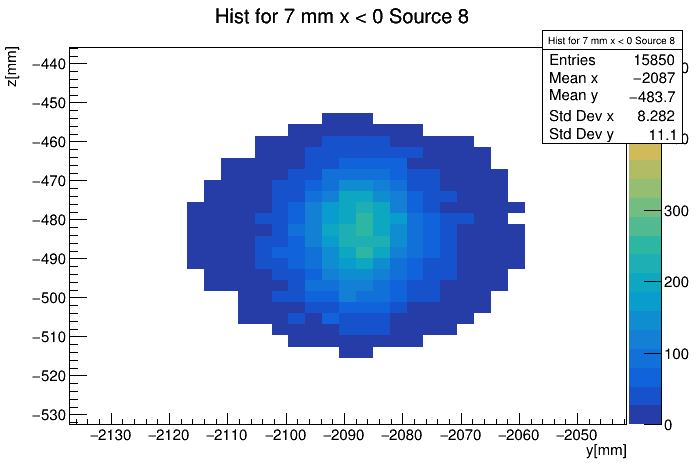 Hist for 7 mm x < 0 Source 8
z[mm]
−440
−450
−460
−470
−480
−490
−500
−510
−520
−530
Hist for 7 mm x < 0 Source 8
Entries 15850
Mean x −2087
Mean y −483.7
Std Dev x 8.282
Std Dev y 11.1
0
0
300
200
100
0
−2130 −2120 −2110 −2100 −2090 −2080 −2070 −2060 −2050
y[mm]